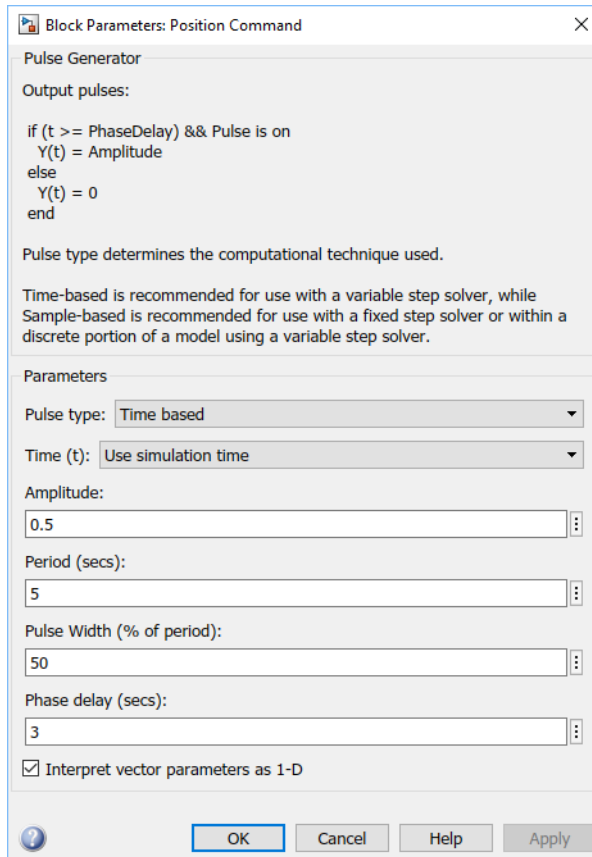 Block Parameters: Position Command
Pulse Generator
Output pulses:
if (t >= PhaseDelay) && Pulse is on
Y(t) = Amplitude
else
Y(t) = 0
end
Pulse type determines the computational technique used.
Time-based is recommended for use with a variable step solver, while
Sample-based is recommended for use with a fixed step solver or within a
discrete portion of a model using a variable step solver.
Parameters
Pulse type: Time based
Time (t): Use simulation time
Amplitude:
0.5
Period (secs):
5
Pulse Width (% of period):
50
Phase delay (secs):
3
Interpret vector parameters as 1-D
? OK Cancel Help Apply